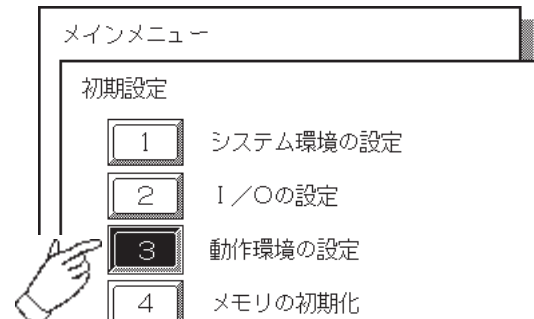 メインメニュー
初期設定
1 システム環境の設定
2 I／Oの設定
3 動作環境の設定
4 メモリの初期化